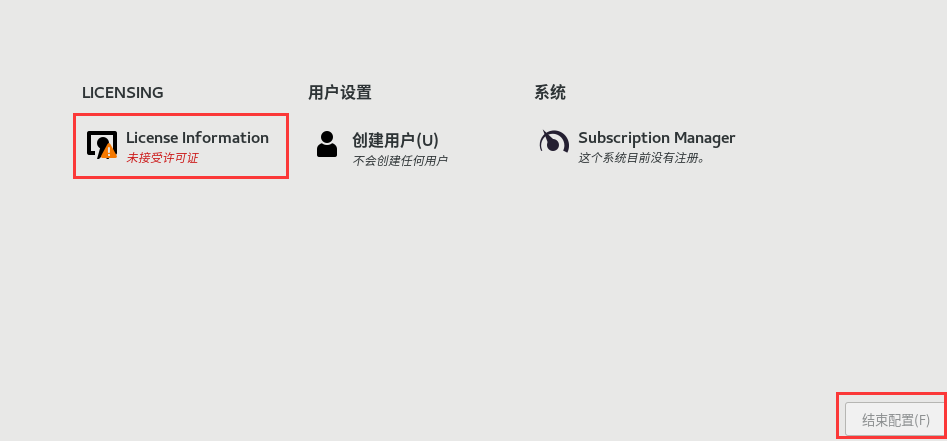 LICENSING
License Information
未接受许可证
用户设置
创建用户(U)
不会创建任何用户
系统
Subscription Manager
这个系统目前没有注册。
结束配置(F)